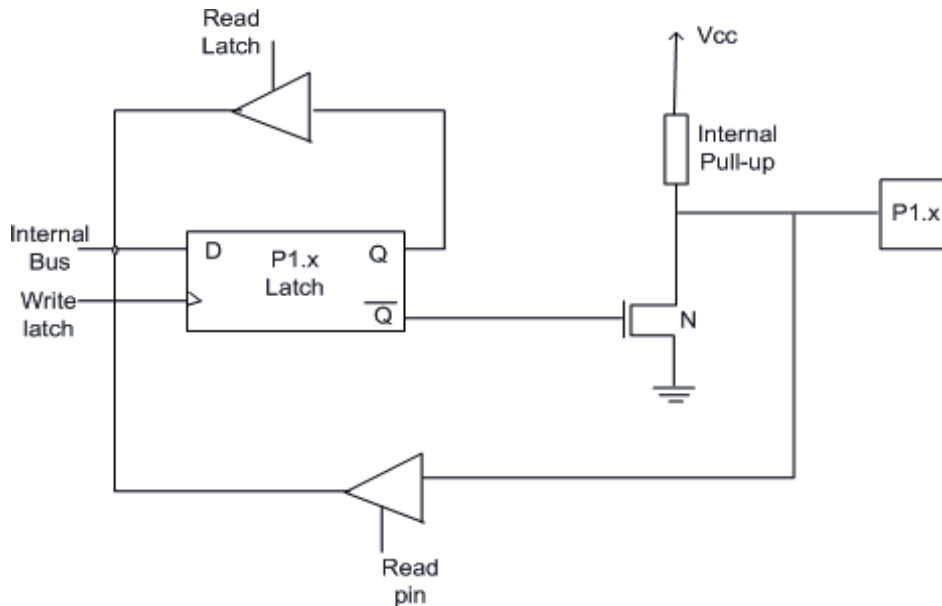 Read
Latch
Vcc
Internal
Pull-up
P1.x
Internal
Bus
D
P1.x
Latch
Q
Q
Write
latch
N
Read
pin